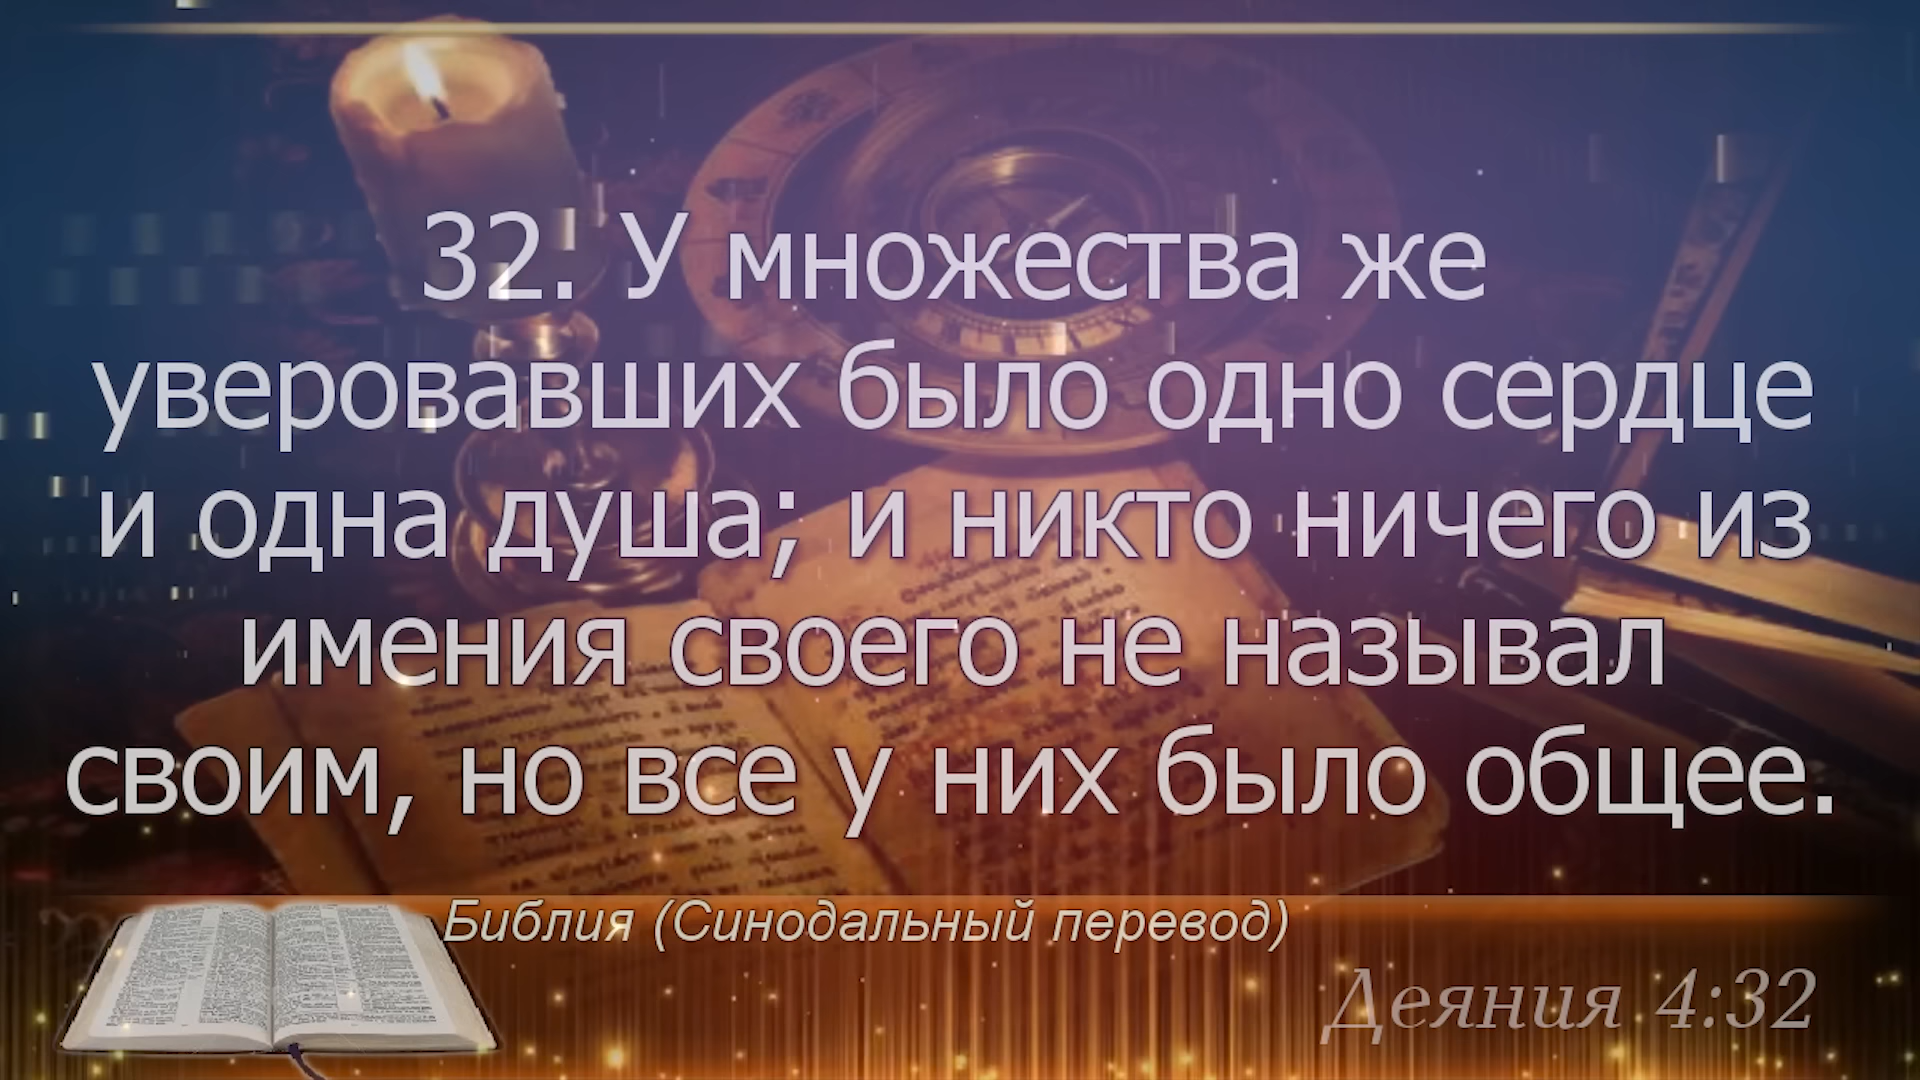 32. У множества же
уверовавших было одно сердце
и одна душа; и никто ничего из
имения своего не называл
своим, но все у них было общее.
Библия (Синодальный перевод)
Деяния 4:32